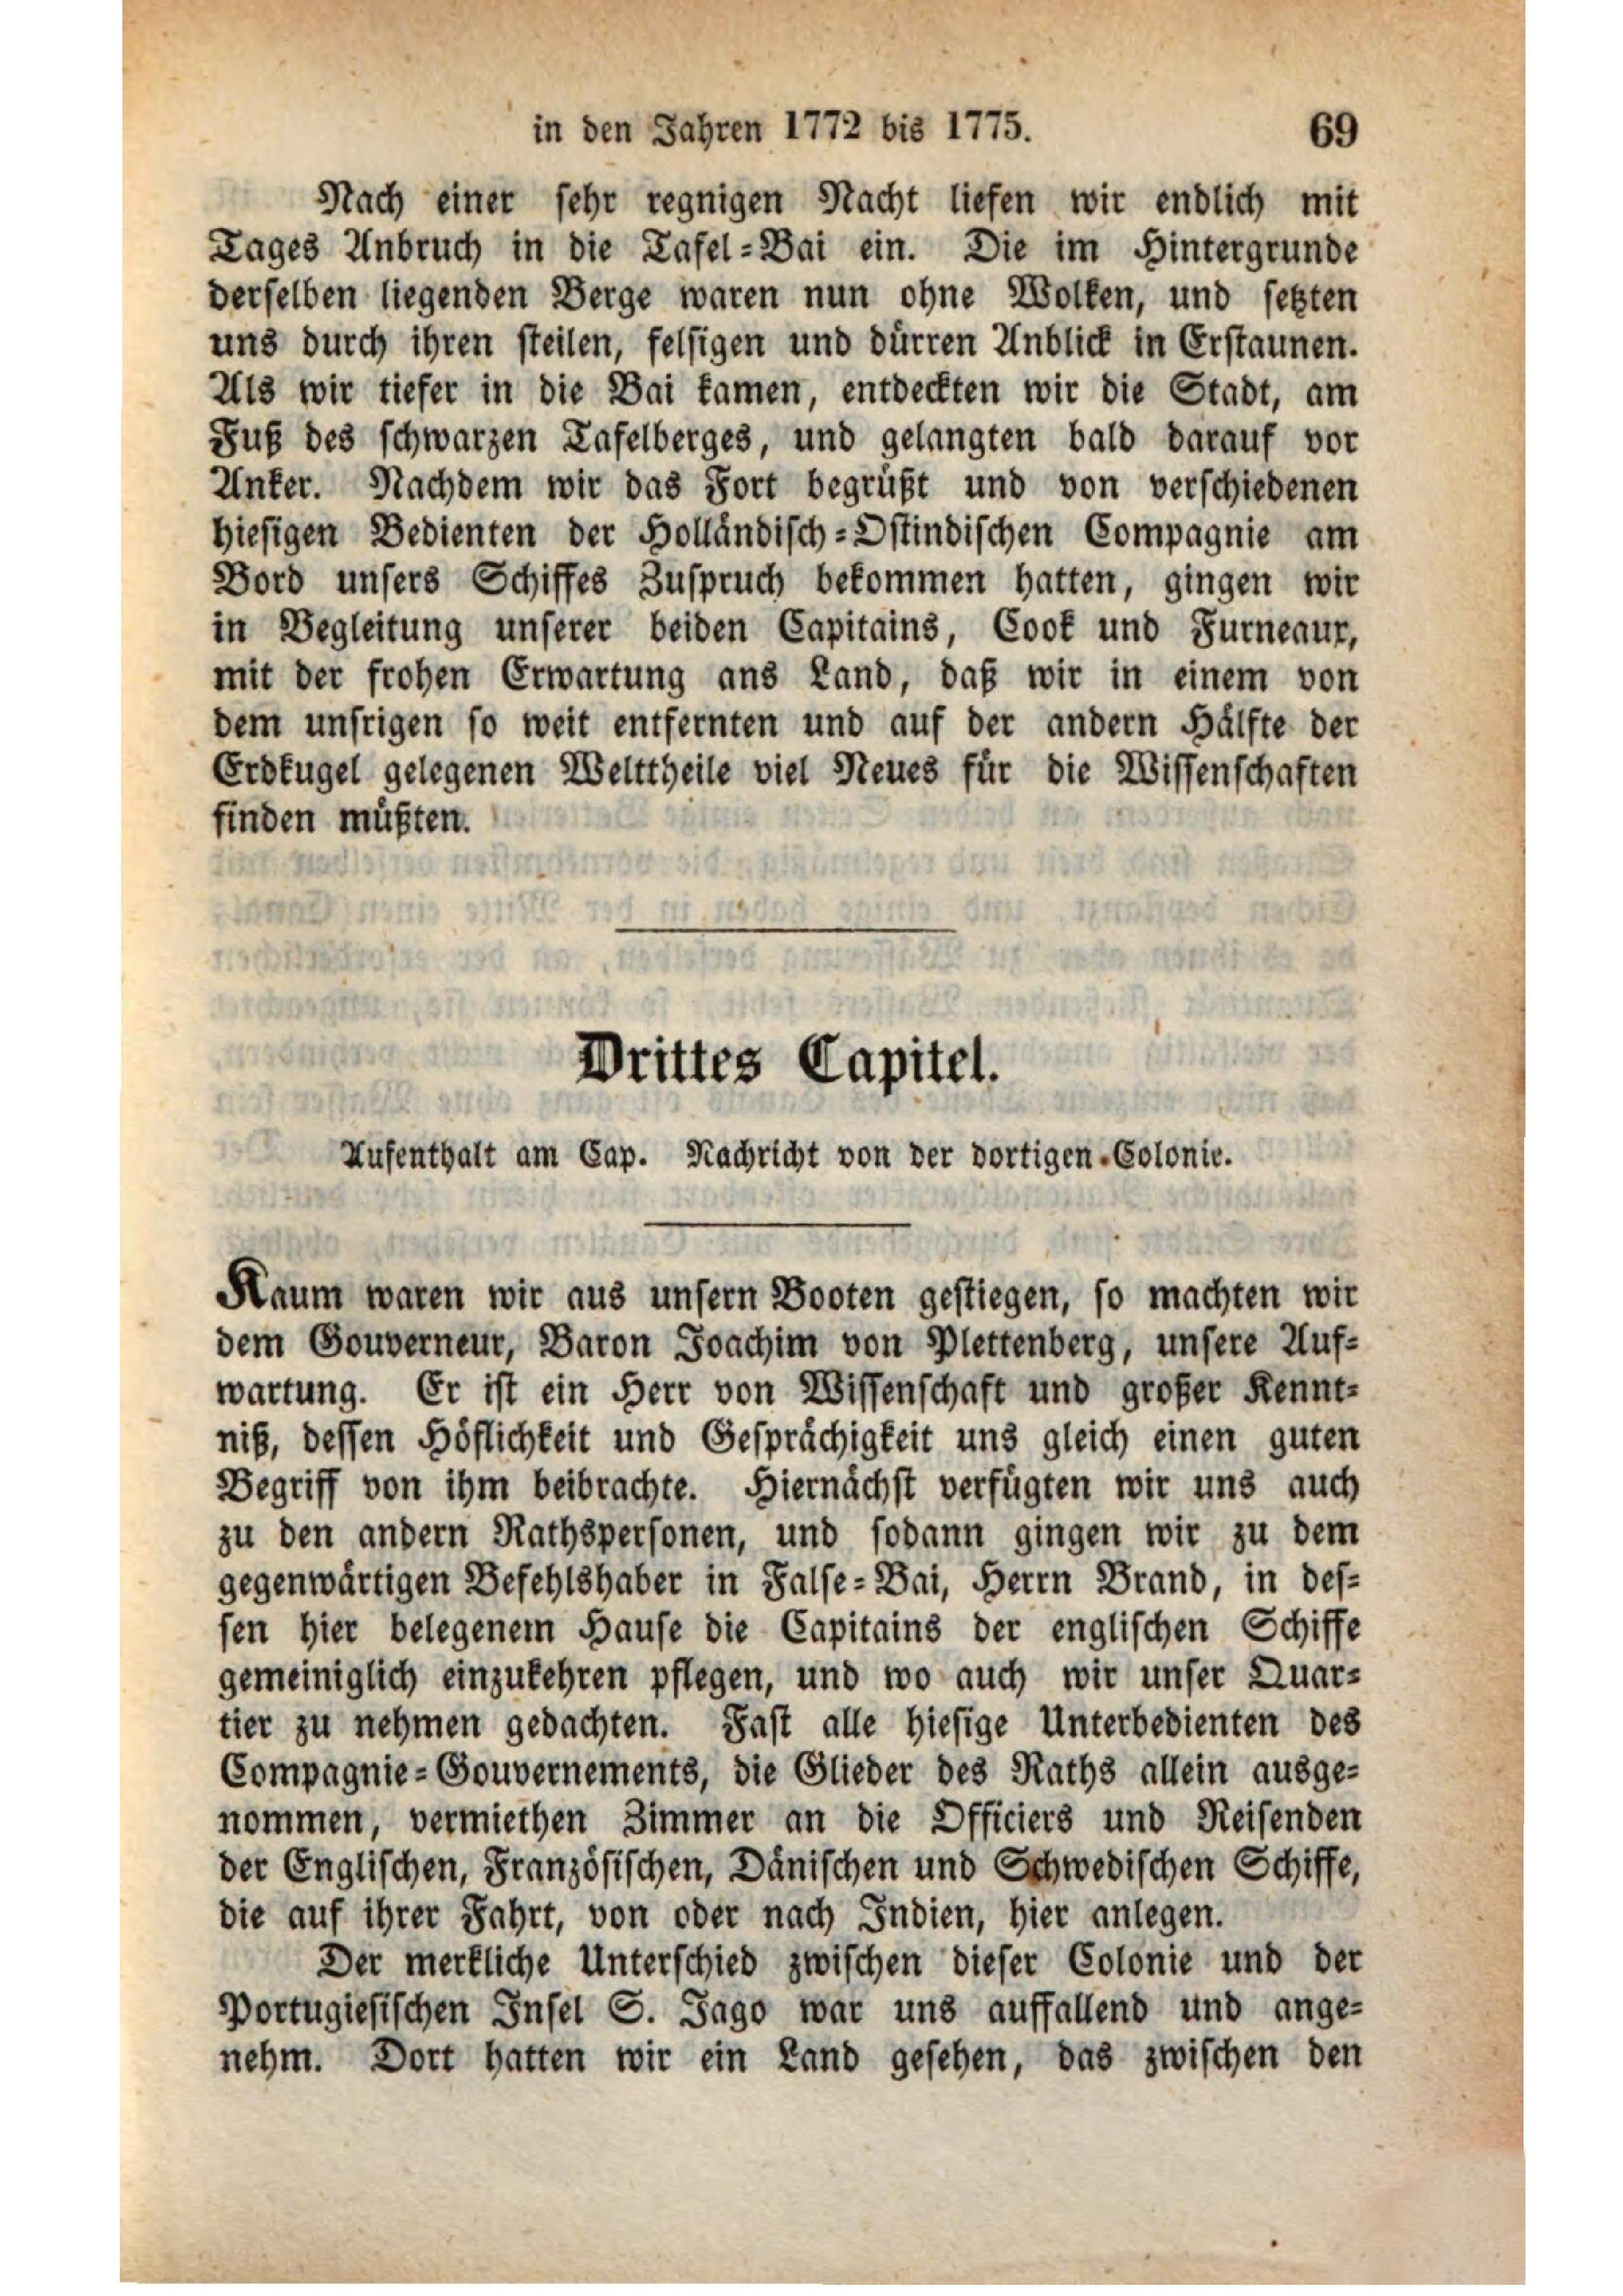 in den Jahren 1772 bis 1775. 69
Nach einer sehr regnigen Nacht liefen wir endlich mit
Tages Anbruch in die Tafel-Bai ein. Die im Hintergrunde
derselben liegenden Berge waren nun ohne Wolken, und setzten
uns durch ihren steilen, felsigen und dürren Anblick in Erstaunen.
Als wir tiefer in die Bai kamen, entdeckten wir die Stadt, am
Fuß des schwarzen Tafelberges, und gelangten bald darauf vor
Anker. Nachdem wir das Fort begrüßt und von verschiedenen
hiesigen Bedienten der Holländisch-Ostindischen Compagnie am
Bord unsers Schiffes Zuspruch bekommen hatten, gingen wir
in Begleitung unserer beiden Capitains, Cook und Furneaux,
mit der frohen Erwartung ans Land, daß wir in einem von
dem unsrigen so weit entfernten und auf der andern Hälfte der
Erdkugel gelegenen Welttheile viel Neues für die Wissenschaften
finden müßten.
Drittes Capitel.
Aufenthalt am Cap. Nachricht von der dortigen Colonie.
Kaum waren wir aus unsern Booten gestiegen, so machten wir
dem Gouverneur, Baron Joachim von Plettenberg, unsere Auf-
wartung. Er ist ein Herr von Wissenschaft und großer Kennt-
niß, dessen Höflichkeit und Gesprächigkeit uns gleich einen guten
Begriff von ihm beibrachte. Hiernächst verfügten wir uns auch
zu den andern Rathspersonen, und sodann gingen wir zu dem
gegenwärtigen Befehlshaber in False-Bai, Herrn Brand, in des-
sen hier belegenem Hause die Capitains der englischen Schiffe
gemeiniglich einzukehren pflegen, und wo auch wir unser Quar-
tier zu nehmen gedachten. Fast alle hiesige Unterbedienten des
Compagnie-Gouvernements, die Glieder des Raths allein ausge-
nommen, vermiethen Zimmer an die Officiers und Reisenden
der Englischen, Französischen, Dänischen und Schwedischen Schiffe,
die auf ihrer Fahrt, von oder nach Indien, hier anlegen.
Der merkliche Unterschied zwischen dieser Colonie und der
Portugiesischen Insel S. Jago war uns auffallend und ange-
nehm. Dort hatten wir ein Land gesehen, das zwischen den